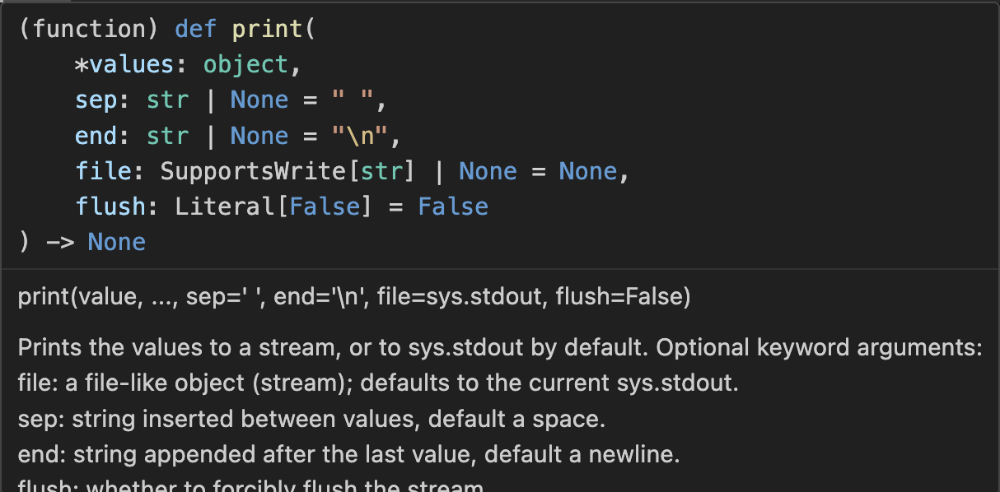 (function) def print(
    *values: object,
    sep: str | None = " ",
    end: str | None = "\n",
    file: SupportsWrite[str] | None = None,
    flush: Literal[False] = False
) -> None
print(value, ..., sep=' ', end='\n', file=sys.stdout, flush=False)
Prints the values to a stream, or to sys.stdout by default. Optional keyword arguments:
file: a file-like object (stream); defaults to the current sys.stdout.
sep: string inserted between values, default a space.
end: string appended after the last value, default a newline.
flush: whether to forcibly flush the stream.